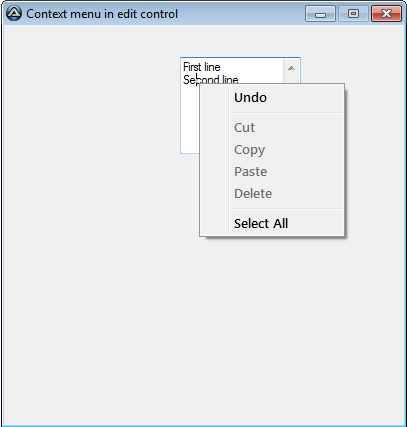 Context menu in edit control
First line
Second line
Undo
Cut
Copy
Paste
Delete
Select All